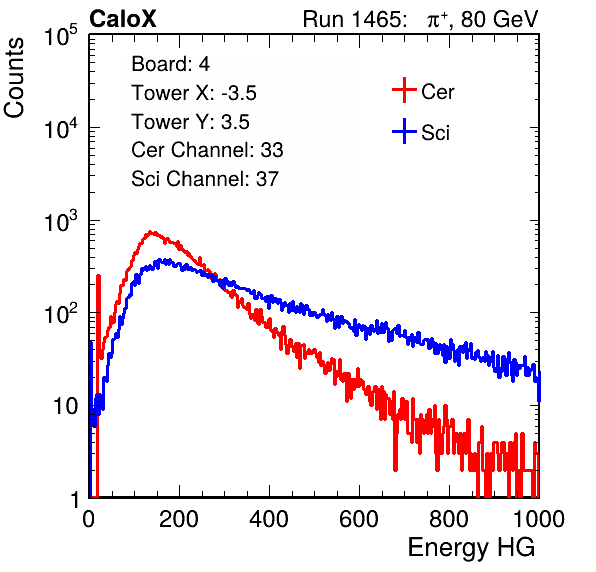 CaloX Run 1465: π⁺, 80 GeV
Counts
Board: 4
Tower X: -3.5
Tower Y: 3.5
Cer Channel: 33
Sci Channel: 37
Cer
Sci
10⁵
10⁴
10³
10²
10
1
0 200 400 600 800 1000
Energy HG